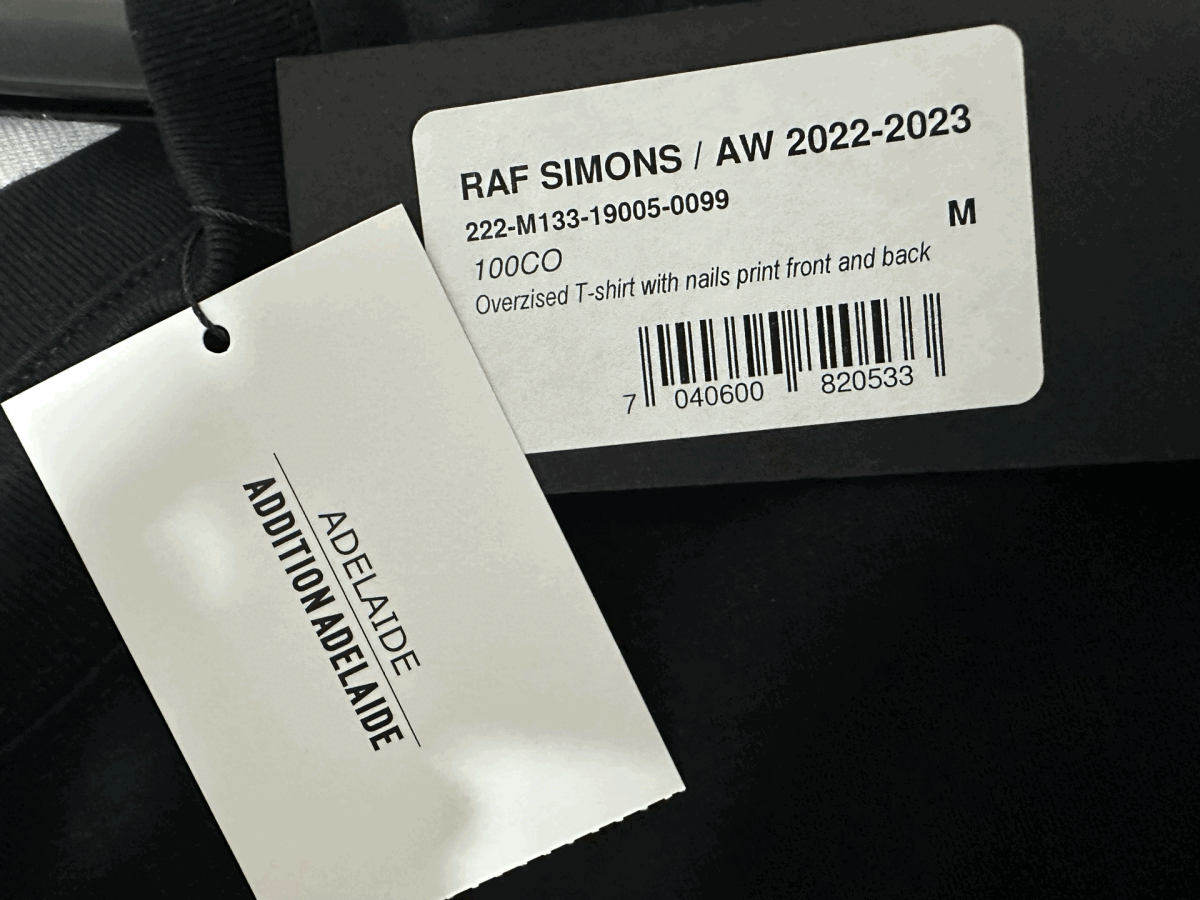 RAF SIMONS / AW 2022-2023
222-M133-19005-0099
M
100CO
Overzised T-shirt with nails print front and back
7 040600 820533
ADELAIDE
ADDITION ADELAIDE